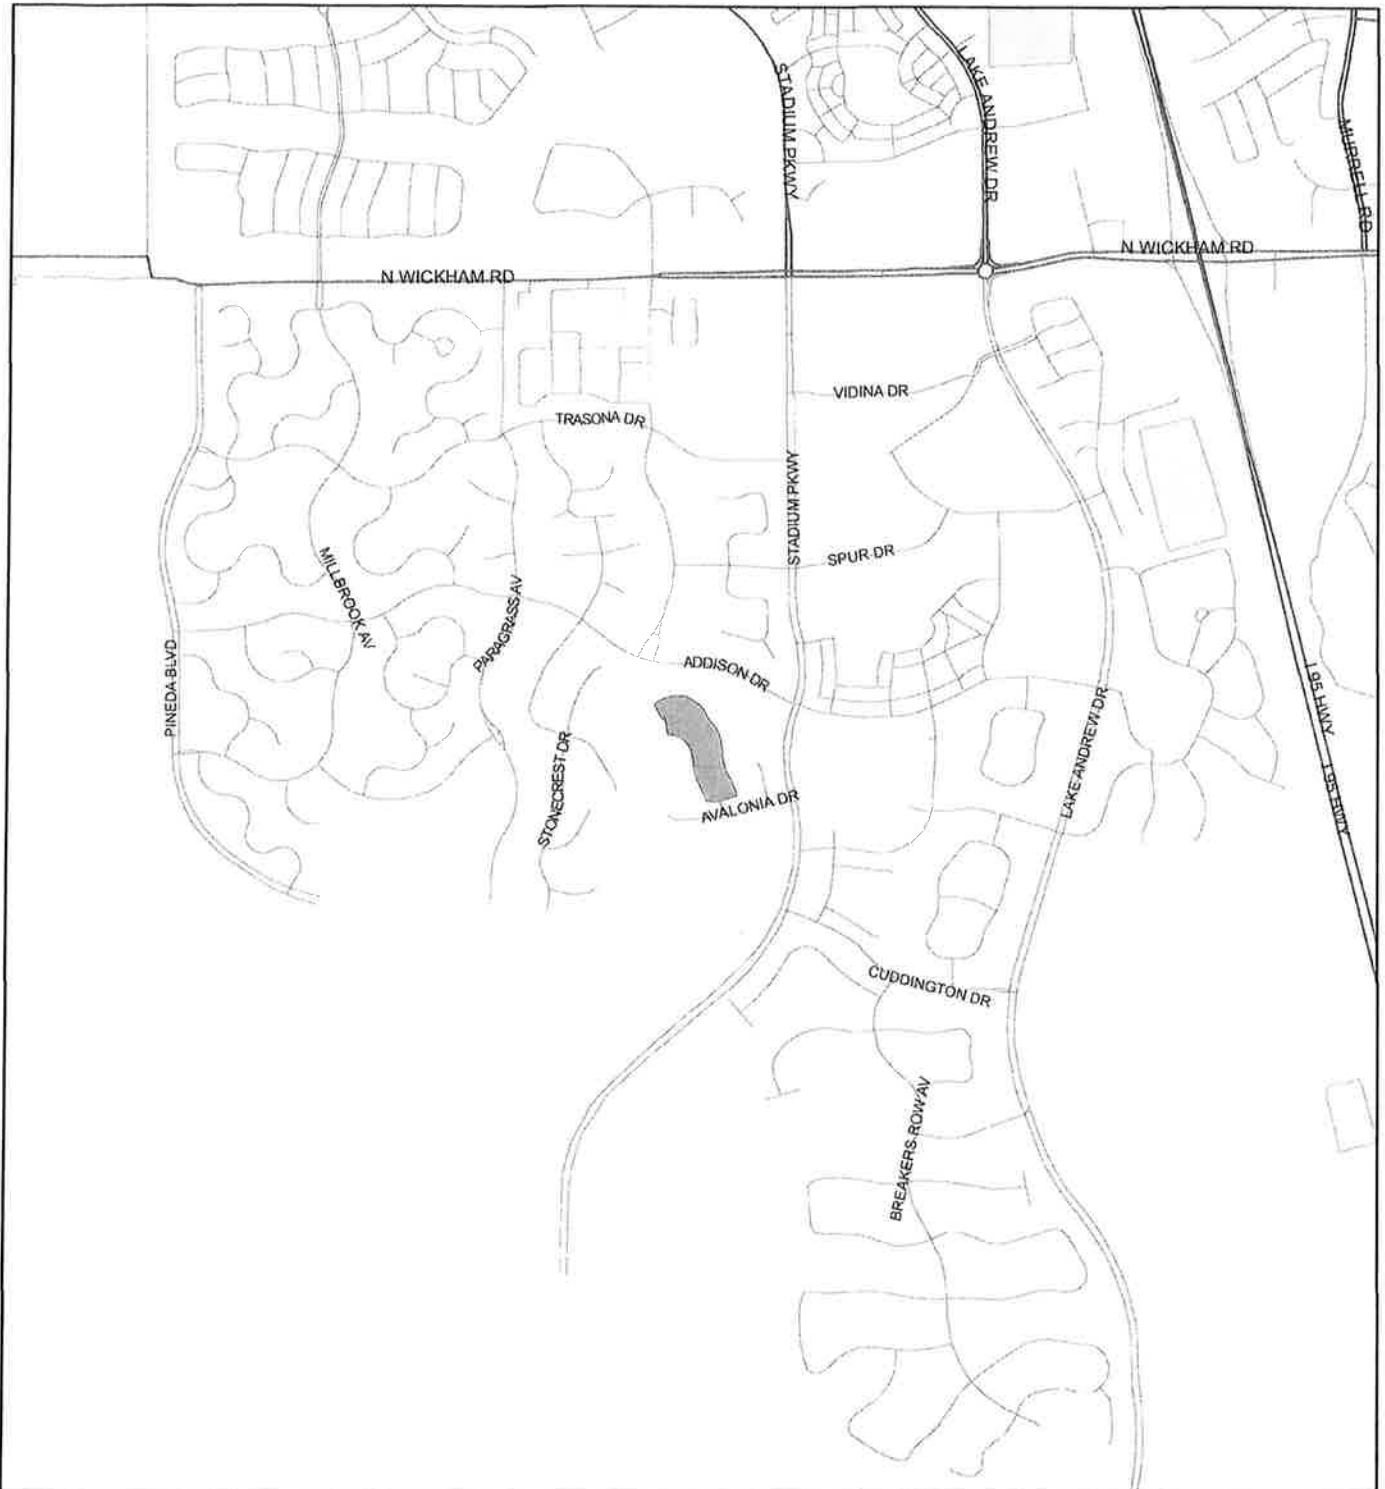 STADIUM PKWY
LAKE ANDREW DR
MURRELL RD
N WICKHAM RD
N WICKHAM RD
VIDINA DR
TRASONA DR
STADIUM PKWY
SPUR DR
MILLBROOK AV
PARAGRASS AV
PINEDA BLVD
ADDISON DR
I 95 HWY
LAKE ANDREW DR
STONECREST DR
I 95 HWY
AVALONIA DR
CUDDINGTON DR
BREAKERS ROW AV